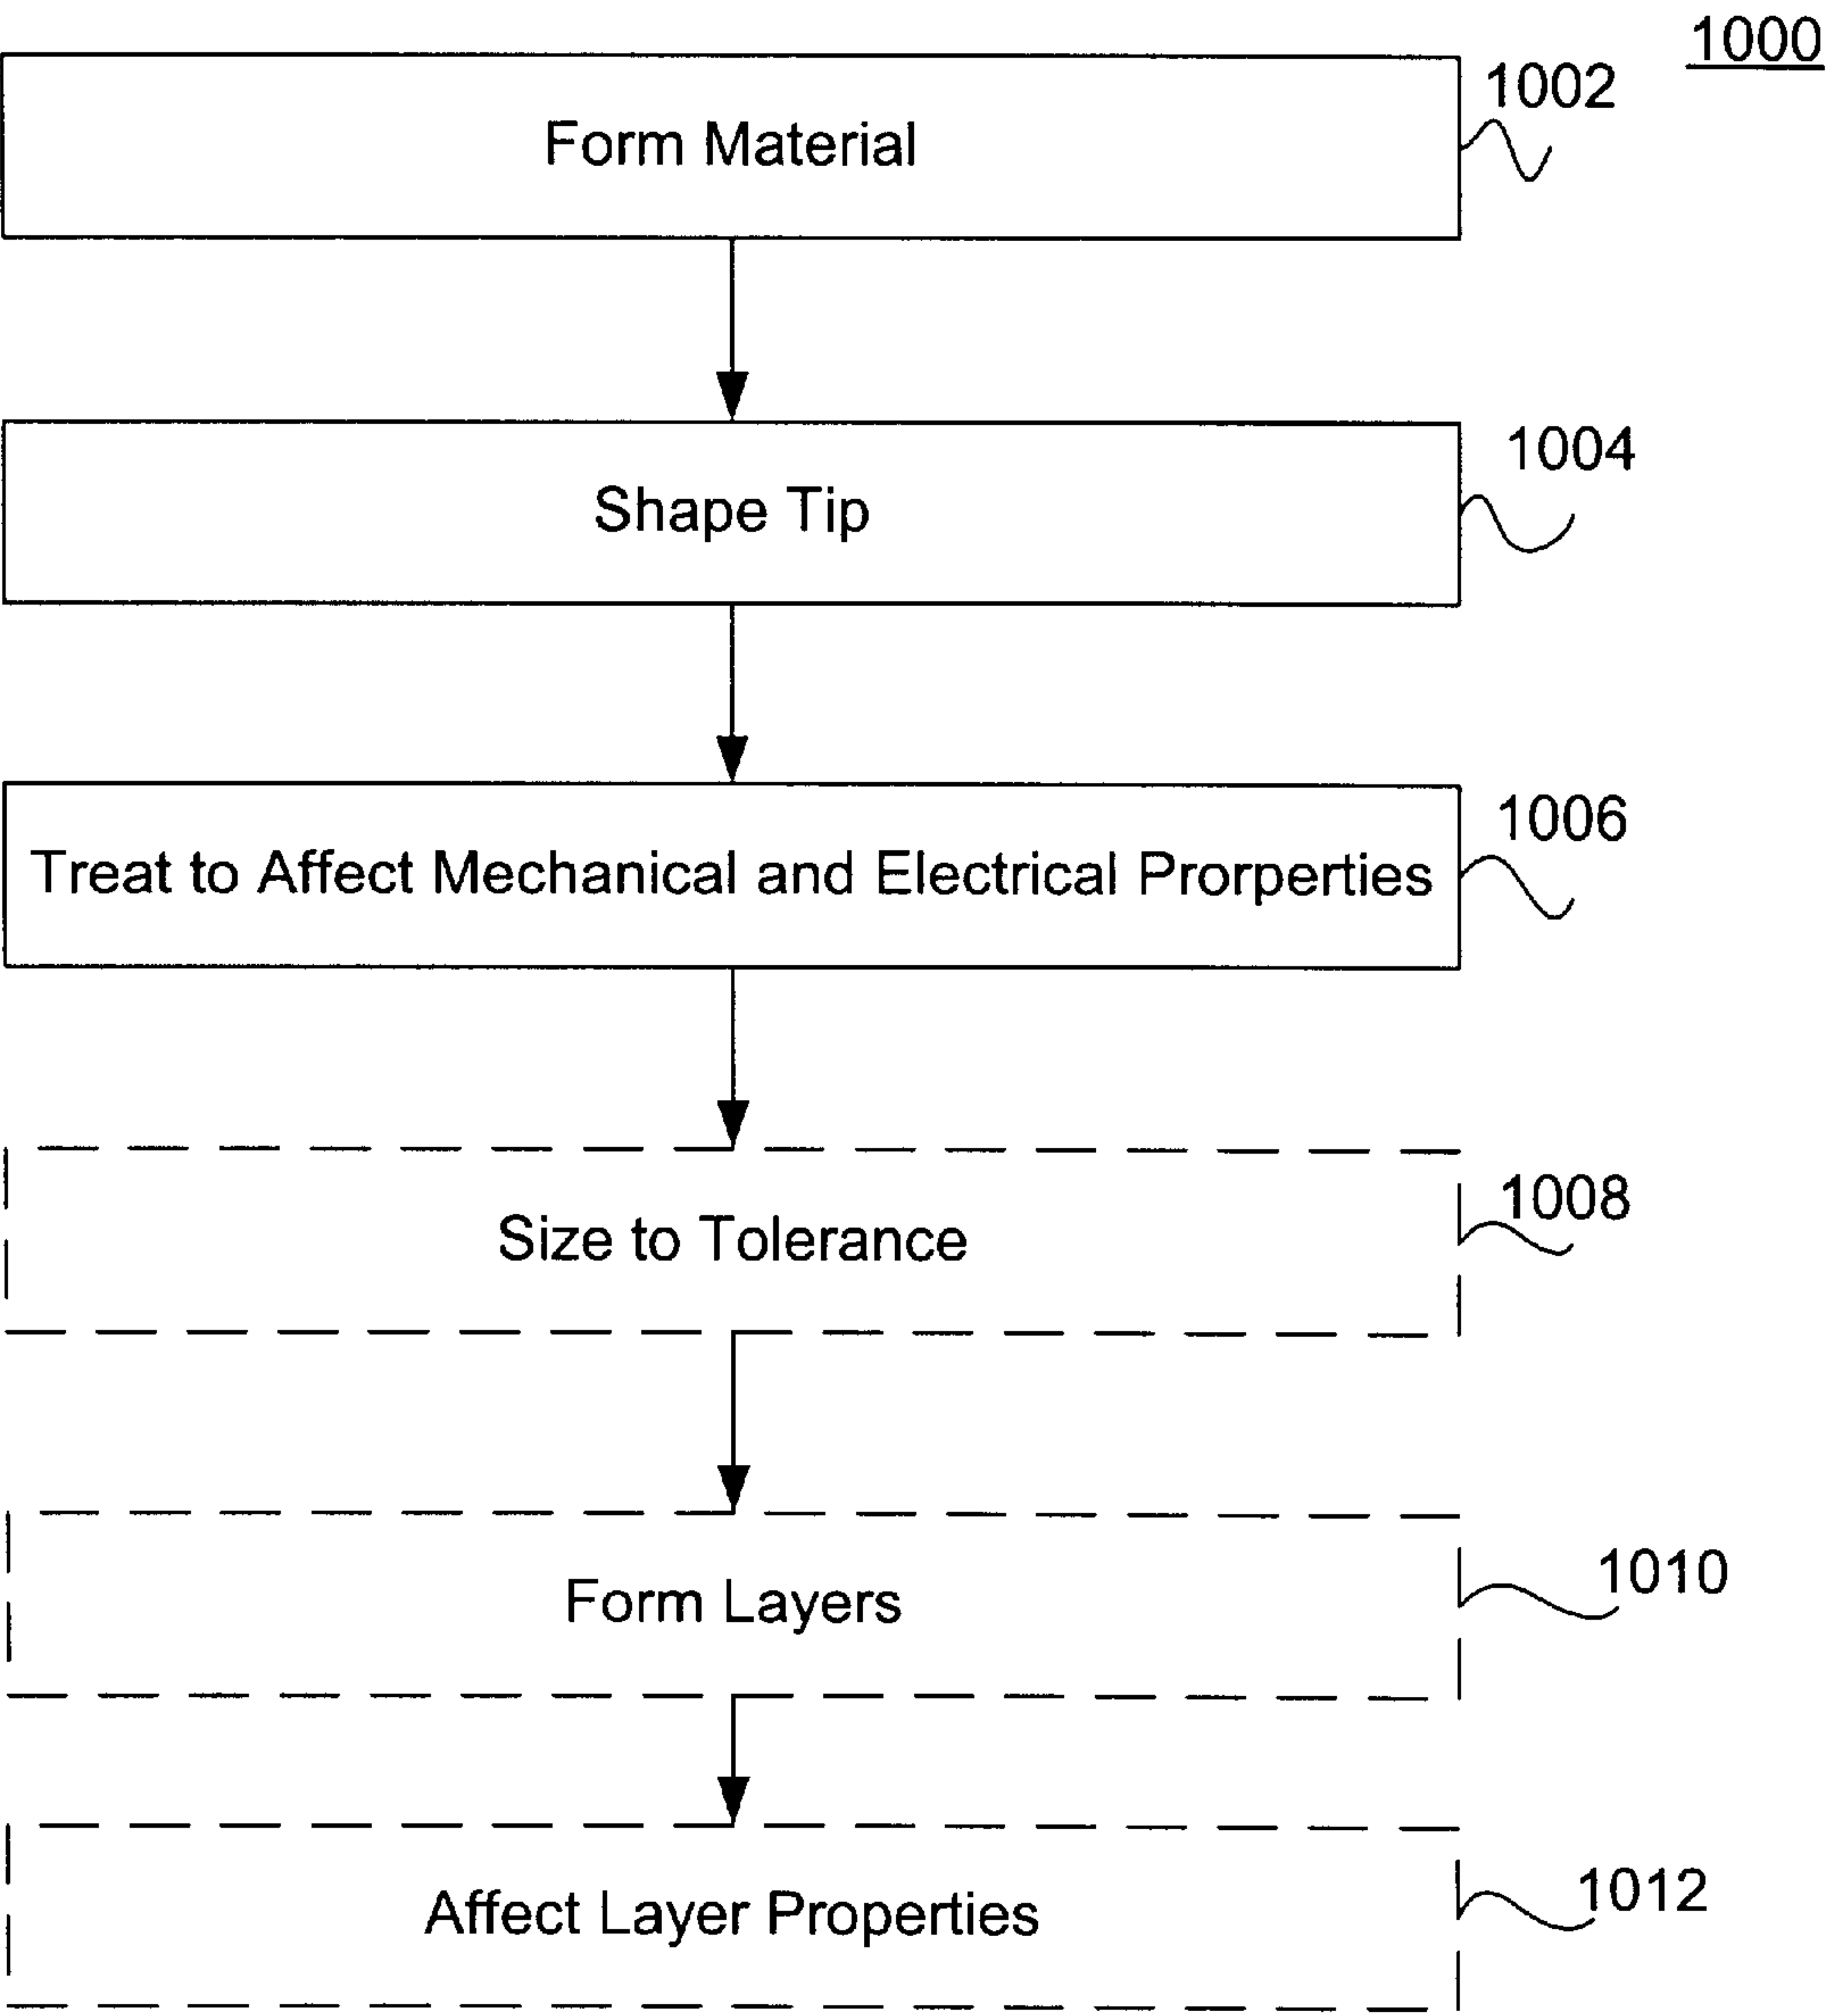 1000
1002
Form Material
1004
Shape Tip
1006
Treat to Affect Mechanical and Electrical Prorperties
1008
Size to Tolerance
1010
Form Layers
1012
Affect Layer Properties